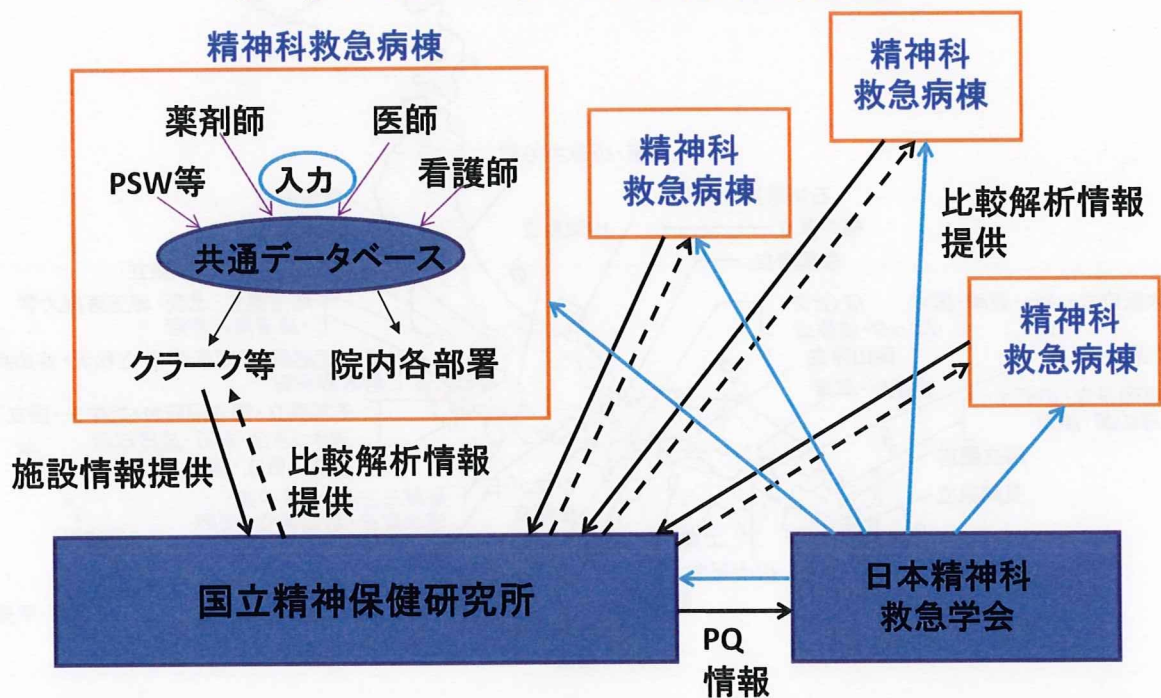 精神科救急病棟
薬剤師
医師
PSW等
入力
看護師
共通データベース
クラーク等
院内各部署
精神科
救急病棟
精神科
救急病棟
比較解析情報
提供
精神科
救急病棟
施設情報提供
比較解析情報
提供
国立精神保健研究所
日本精神科
救急学会
PQ
情報